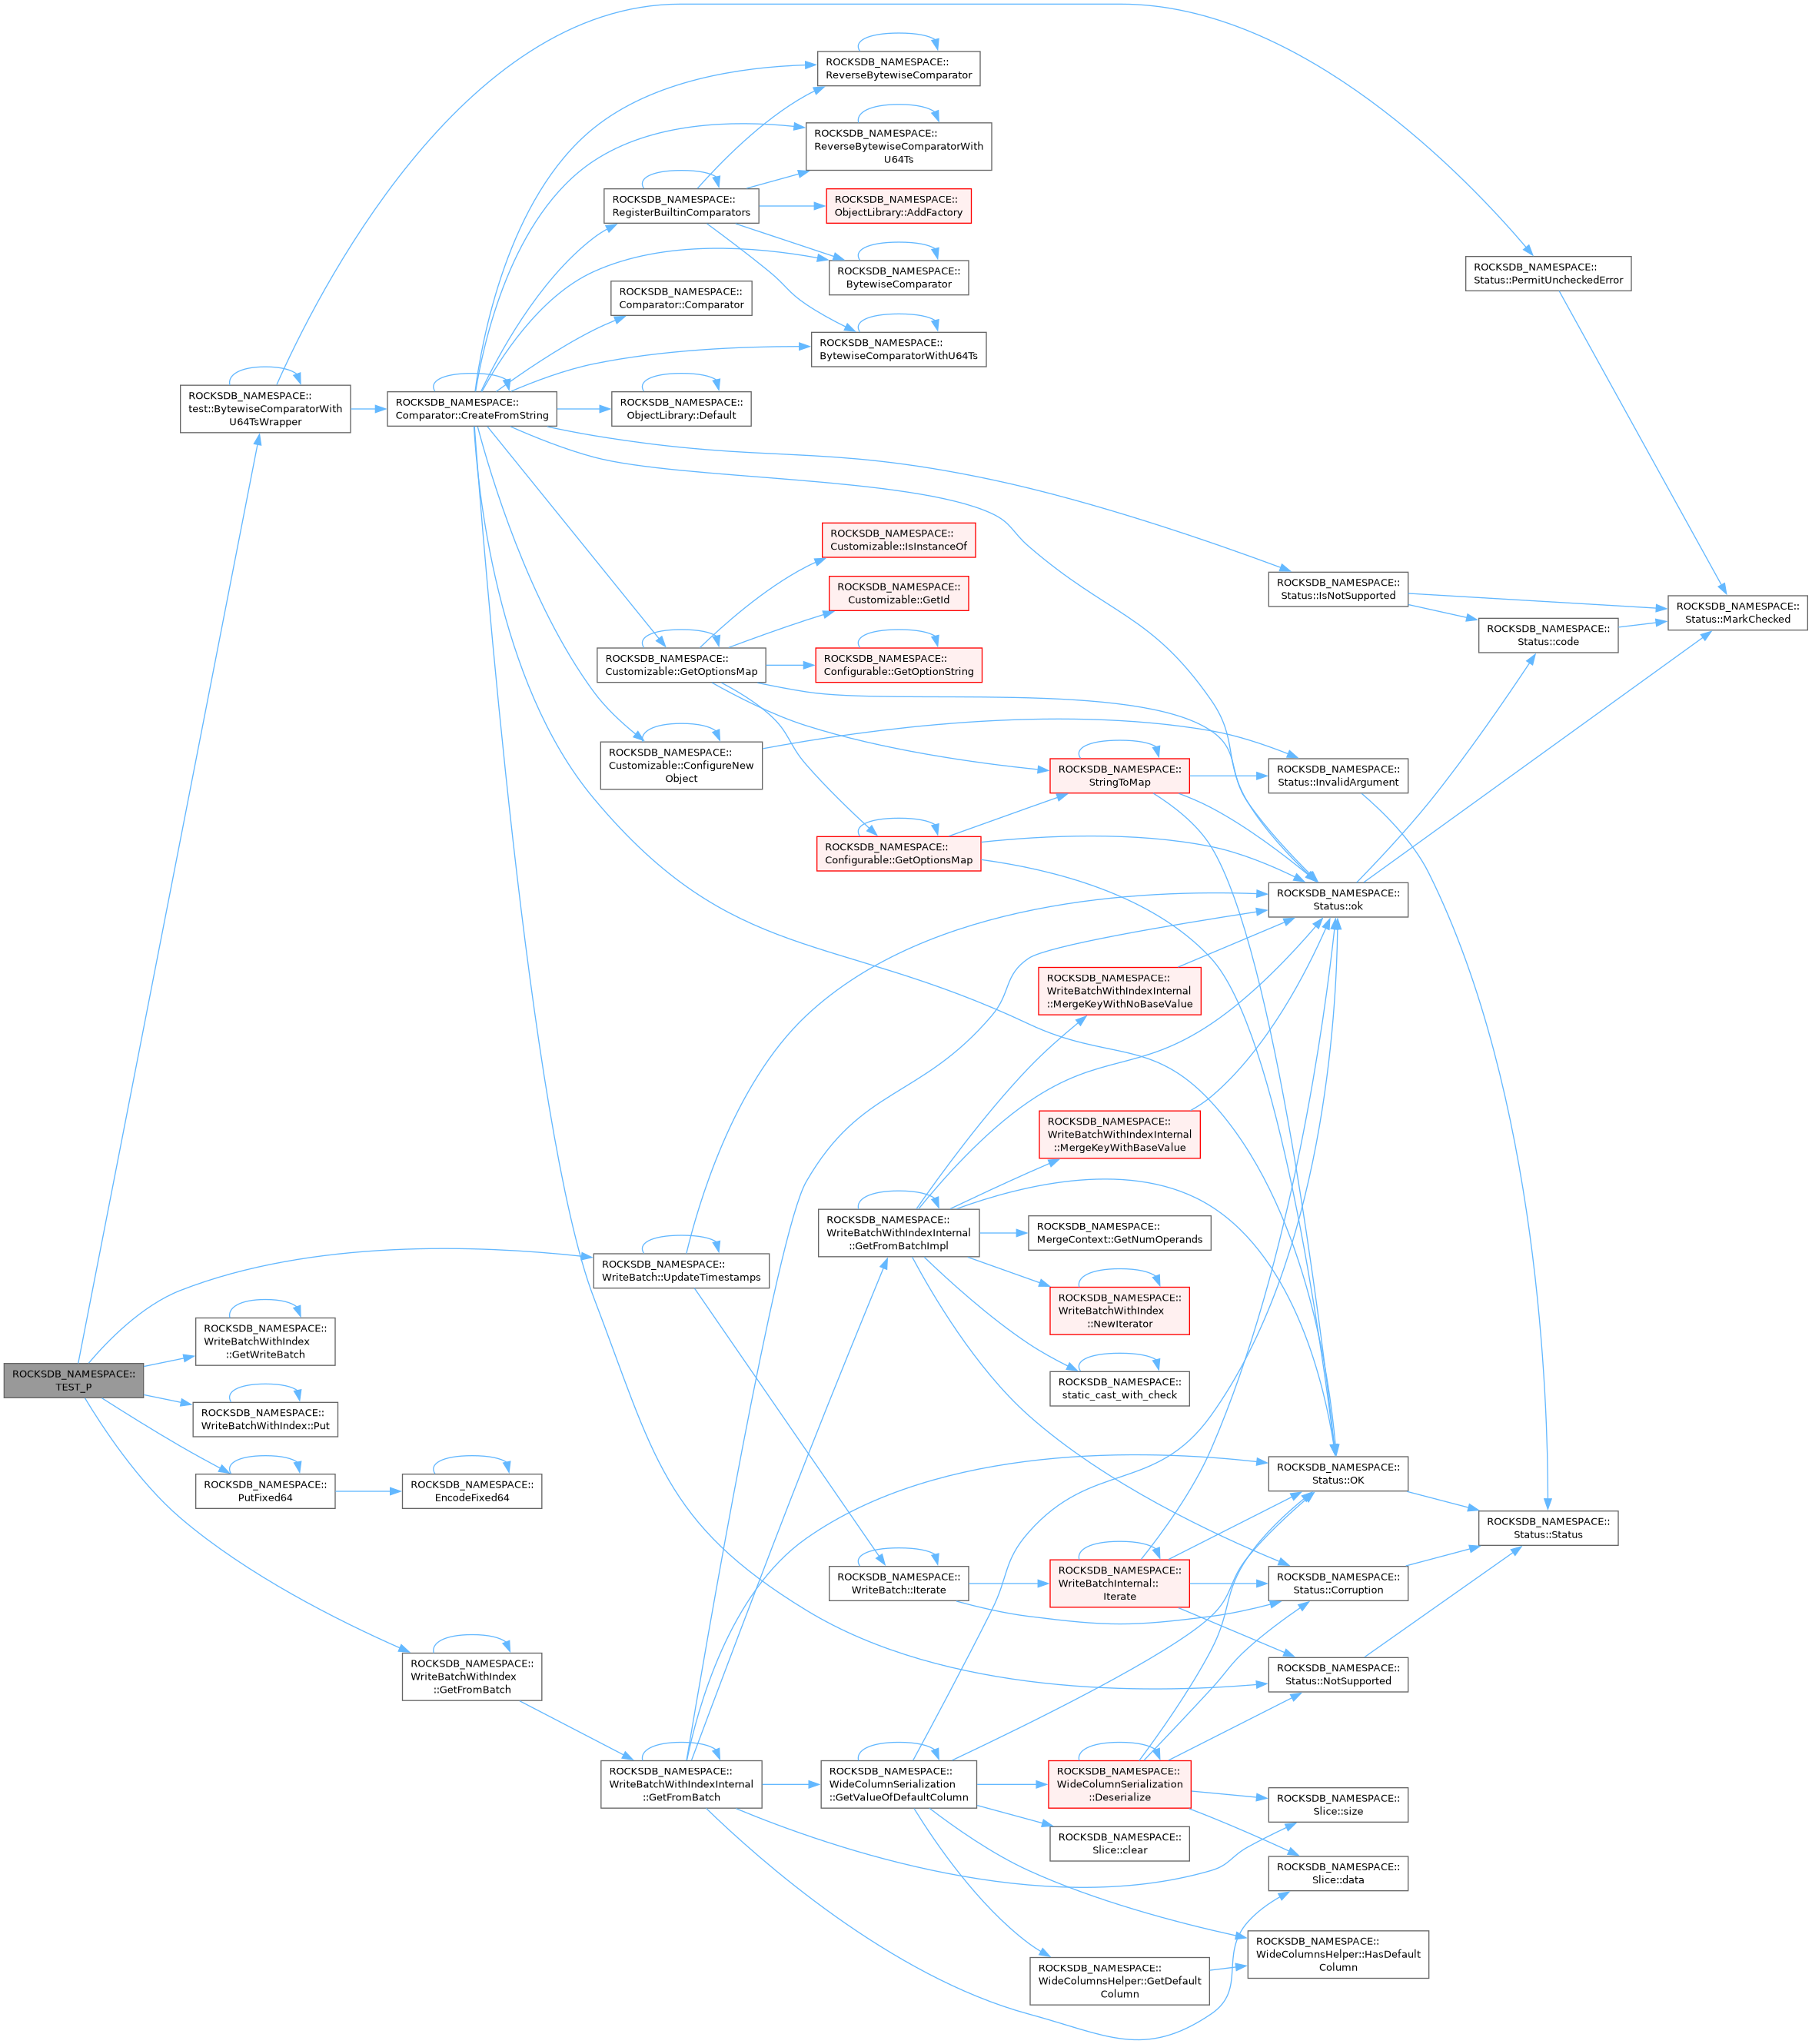 ROCKSDB_NAMESPACE::
ReverseBytewiseComparator
ROCKSDB_NAMESPACE::
ReverseBytewiseComparatorWith
U64Ts
ROCKSDB_NAMESPACE::
RegisterBuiltinComparators
ROCKSDB_NAMESPACE::
ObjectLibrary::AddFactory
ROCKSDB_NAMESPACE::
BytewiseComparator
ROCKSDB_NAMESPACE::
Status::PermitUncheckedError
ROCKSDB_NAMESPACE::
Comparator::Comparator
ROCKSDB_NAMESPACE::
BytewiseComparatorWithU64Ts
ROCKSDB_NAMESPACE::
test::BytewiseComparatorWith
U64TsWrapper
ROCKSDB_NAMESPACE::
Comparator::CreateFromString
ROCKSDB_NAMESPACE::
ObjectLibrary::Default
ROCKSDB_NAMESPACE::
Customizable::IsInstanceOf
ROCKSDB_NAMESPACE::
Customizable::GetId
ROCKSDB_NAMESPACE::
Status::IsNotSupported
ROCKSDB_NAMESPACE::
Status::MarkChecked
ROCKSDB_NAMESPACE::
Status::code
ROCKSDB_NAMESPACE::
Customizable::GetOptionsMap
ROCKSDB_NAMESPACE::
Configurable::GetOptionString
ROCKSDB_NAMESPACE::
Customizable::ConfigureNew
Object
ROCKSDB_NAMESPACE::
StringToMap
ROCKSDB_NAMESPACE::
Status::InvalidArgument
ROCKSDB_NAMESPACE::
Configurable::GetOptionsMap
ROCKSDB_NAMESPACE::
Status::ok
ROCKSDB_NAMESPACE::
WriteBatchWithIndexInternal
::MergeKeyWithNoBaseValue
ROCKSDB_NAMESPACE::
WriteBatchWithIndexInternal
::MergeKeyWithBaseValue
ROCKSDB_NAMESPACE::
WriteBatchWithIndexInternal
::GetFromBatchImpl
ROCKSDB_NAMESPACE::
MergeContext::GetNumOperands
ROCKSDB_NAMESPACE::
WriteBatch::UpdateTimestamps
ROCKSDB_NAMESPACE::
WriteBatchWithIndex
::NewIterator
ROCKSDB_NAMESPACE::
WriteBatchWithIndex
::GetWriteBatch
ROCKSDB_NAMESPACE::
TEST_P
ROCKSDB_NAMESPACE::
static_cast_with_check
ROCKSDB_NAMESPACE::
WriteBatchWithIndex::Put
ROCKSDB_NAMESPACE::
PutFixed64
ROCKSDB_NAMESPACE::
EncodeFixed64
ROCKSDB_NAMESPACE::
Status::OK
ROCKSDB_NAMESPACE::
Status::Status
ROCKSDB_NAMESPACE::
WriteBatch::Iterate
ROCKSDB_NAMESPACE::
WriteBatchInternal::
Iterate
ROCKSDB_NAMESPACE::
Status::Corruption
ROCKSDB_NAMESPACE::
WriteBatchWithIndex
::GetFromBatch
ROCKSDB_NAMESPACE::
Status::NotSupported
ROCKSDB_NAMESPACE::
WriteBatchWithIndexInternal
::GetFromBatch
ROCKSDB_NAMESPACE::
WideColumnSerialization
::GetValueOfDefaultColumn
ROCKSDB_NAMESPACE::
WideColumnSerialization
::Deserialize
ROCKSDB_NAMESPACE::
Slice::size
ROCKSDB_NAMESPACE::
Slice::clear
ROCKSDB_NAMESPACE::
Slice::data
ROCKSDB_NAMESPACE::
WideColumnsHelper::HasDefault
Column
ROCKSDB_NAMESPACE::
WideColumnsHelper::GetDefault
Column